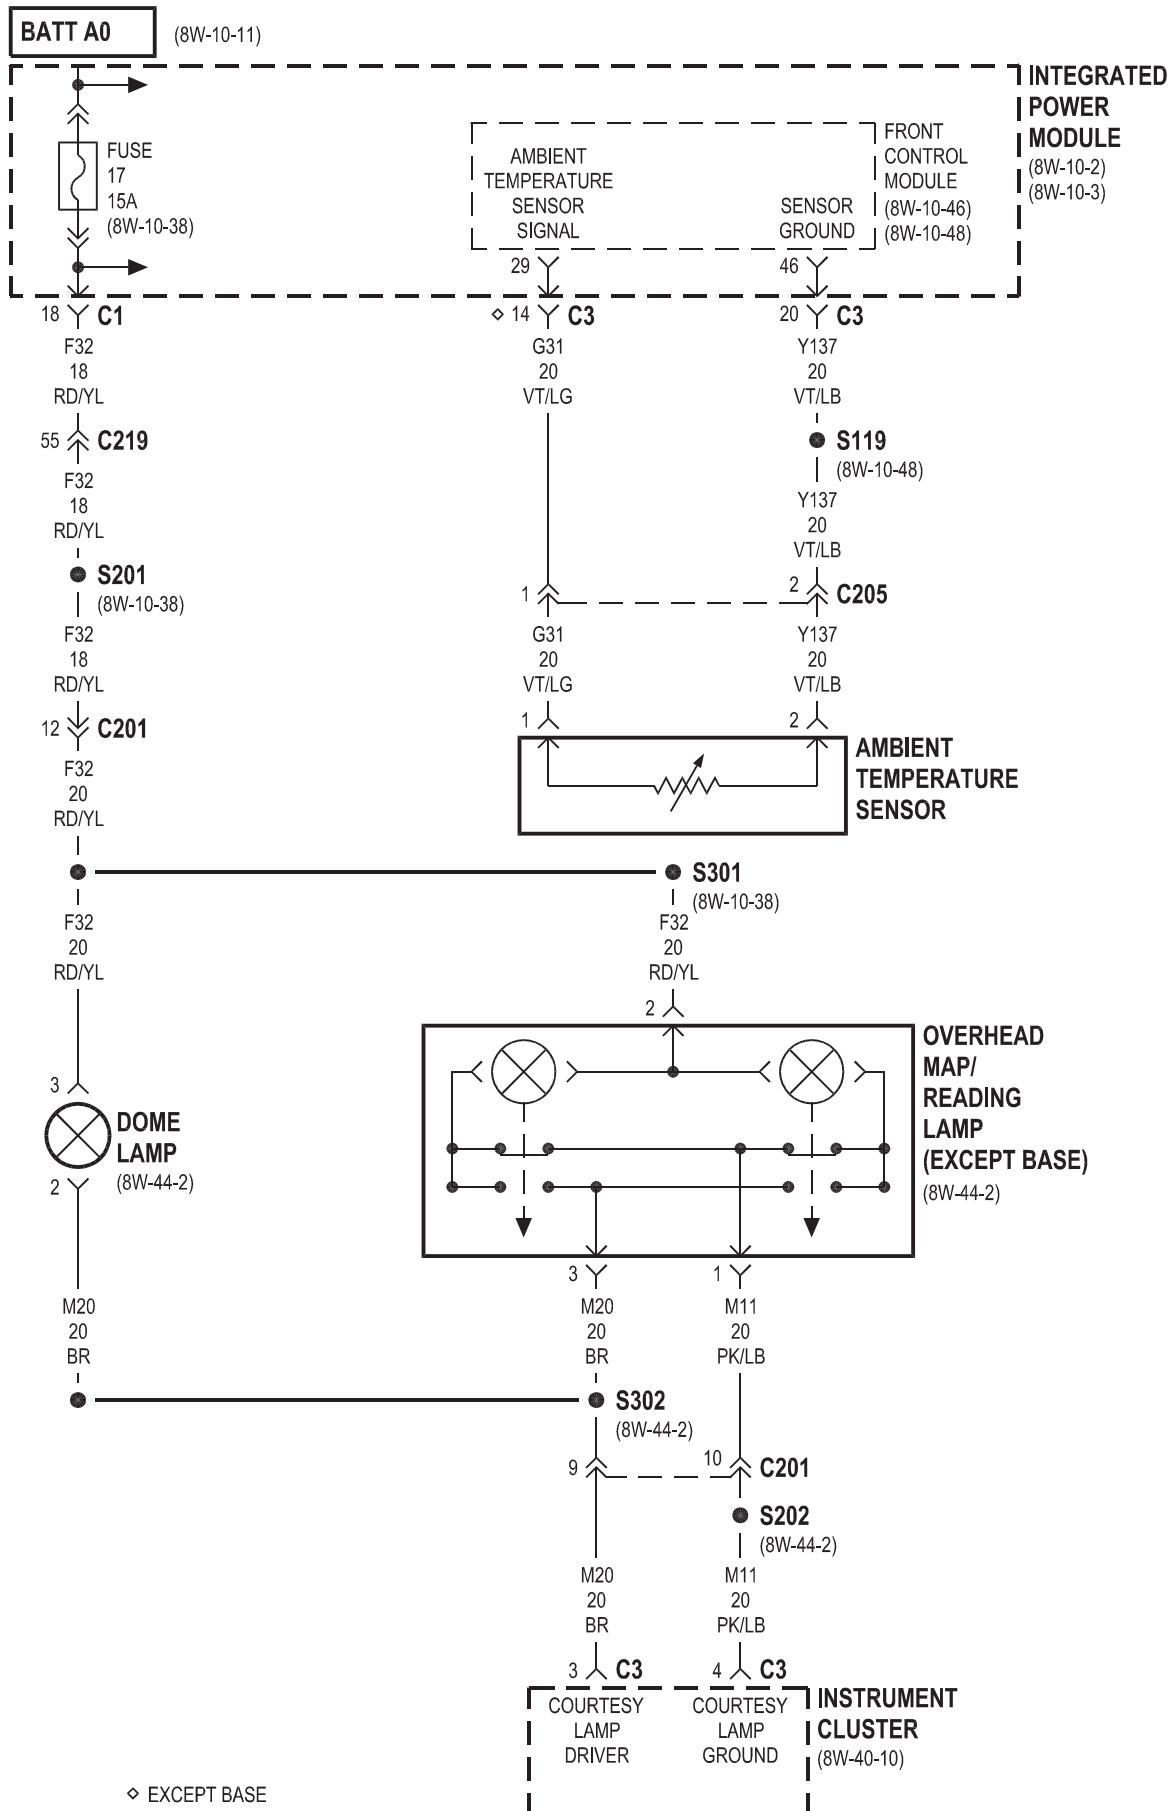 BATT A0
(8W-10-11)
INTEGRATED
POWER
MODULE
(8W-10-2)
(8W-10-3)
FUSE
17
15A
(8W-10-38)
AMBIENT
TEMPERATURE
SENSOR
SIGNAL
SENSOR
GROUND
FRONT
CONTROL
MODULE
(8W-10-46)
(8W-10-48)
29
46
18 C1
◇ 14 C3
20 C3
F32
18
RD/YL
G31
20
VT/LG
Y137
20
VT/LB
55 C219
S119
(8W-10-48)
F32
18
RD/YL
Y137
20
VT/LB
S201
(8W-10-38)
1
2 C205
F32
18
RD/YL
G31
20
VT/LG
Y137
20
VT/LB
12 C201
1
2
AMBIENT
TEMPERATURE
SENSOR
F32
20
RD/YL
S301
(8W-10-38)
F32
20
RD/YL
F32
20
RD/YL
2
OVERHEAD
MAP/
READING
LAMP
(EXCEPT BASE)
(8W-44-2)
3
DOME
LAMP
(8W-44-2)
2
3
1
M20
20
BR
M20
20
BR
M11
20
PK/LB
S302
(8W-44-2)
9
10 C201
S202
(8W-44-2)
M20
20
BR
M11
20
PK/LB
3 C3
4 C3
COURTESY
LAMP
DRIVER
COURTESY
LAMP
GROUND
INSTRUMENT
CLUSTER
(8W-40-10)
◇ EXCEPT BASE